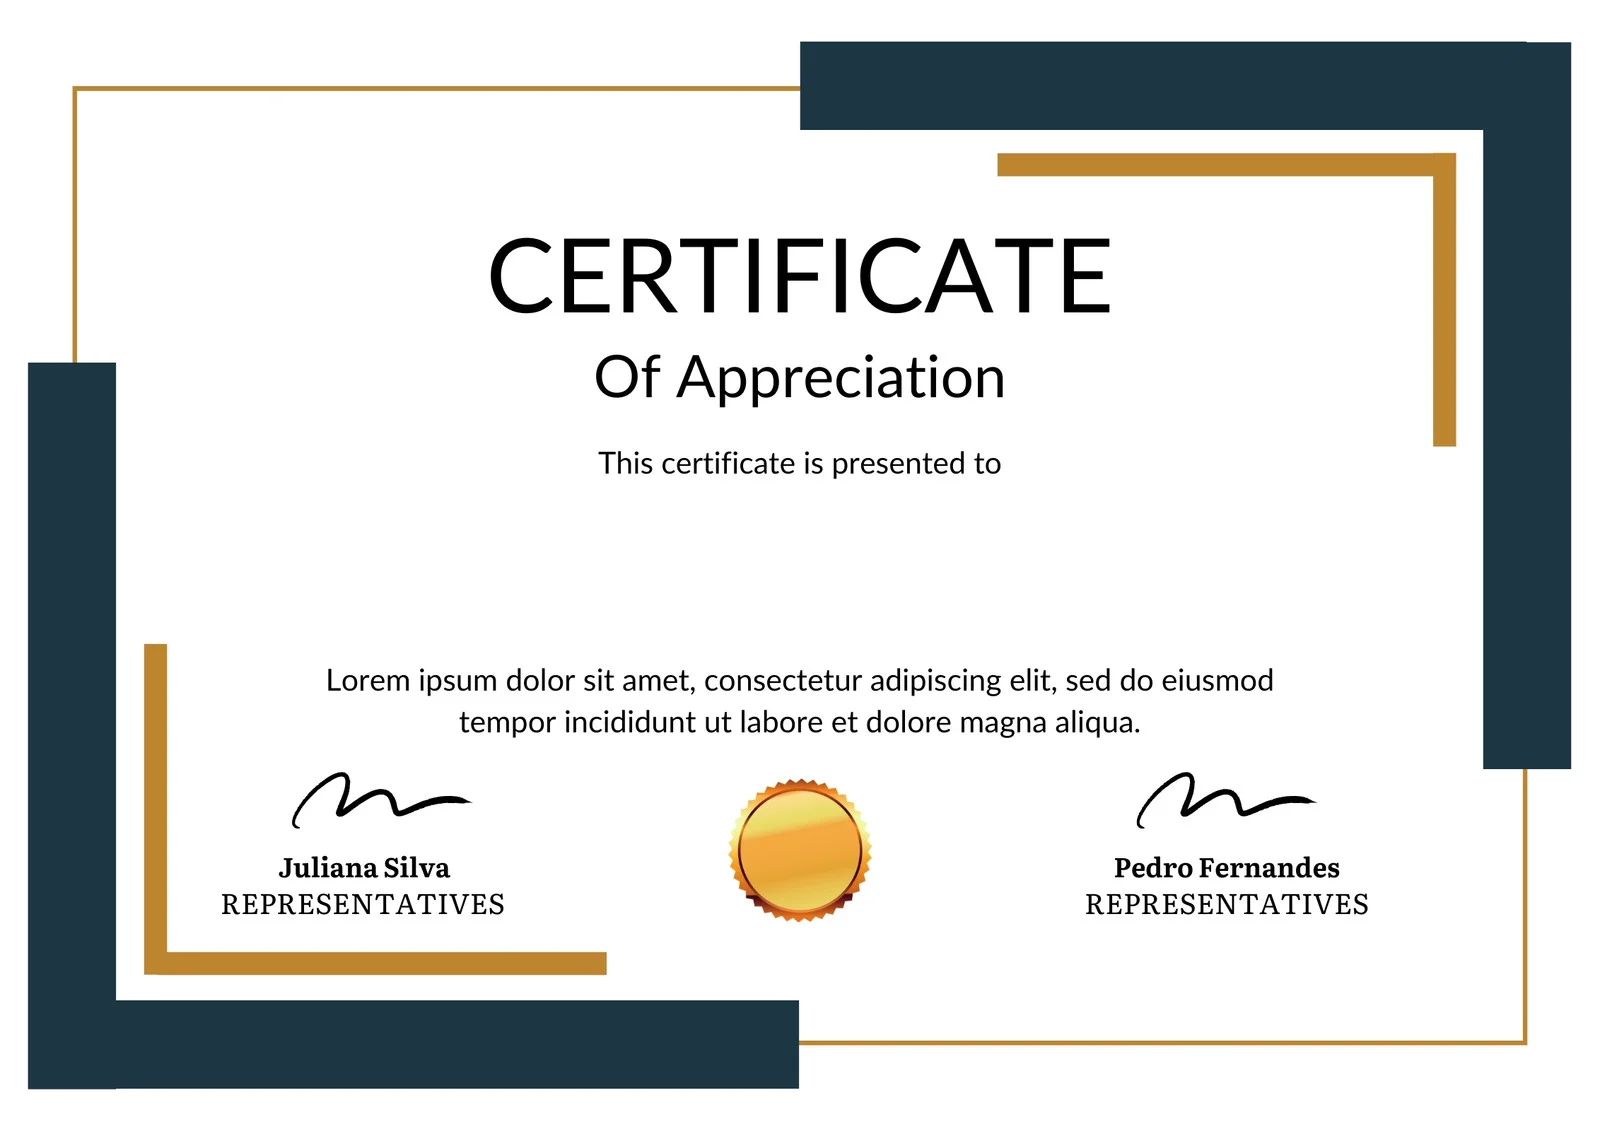 CERTIFICATE
Of Appreciation
This certificate is presented to
Lorem ipsum dolor sit amet, consectetur adipiscing elit, sed do eiusmod
tempor incididunt ut labore et dolore magna aliqua.
Juliana Silva
REPRESENTATIVES
Pedro Fernandes
REPRESENTATIVES